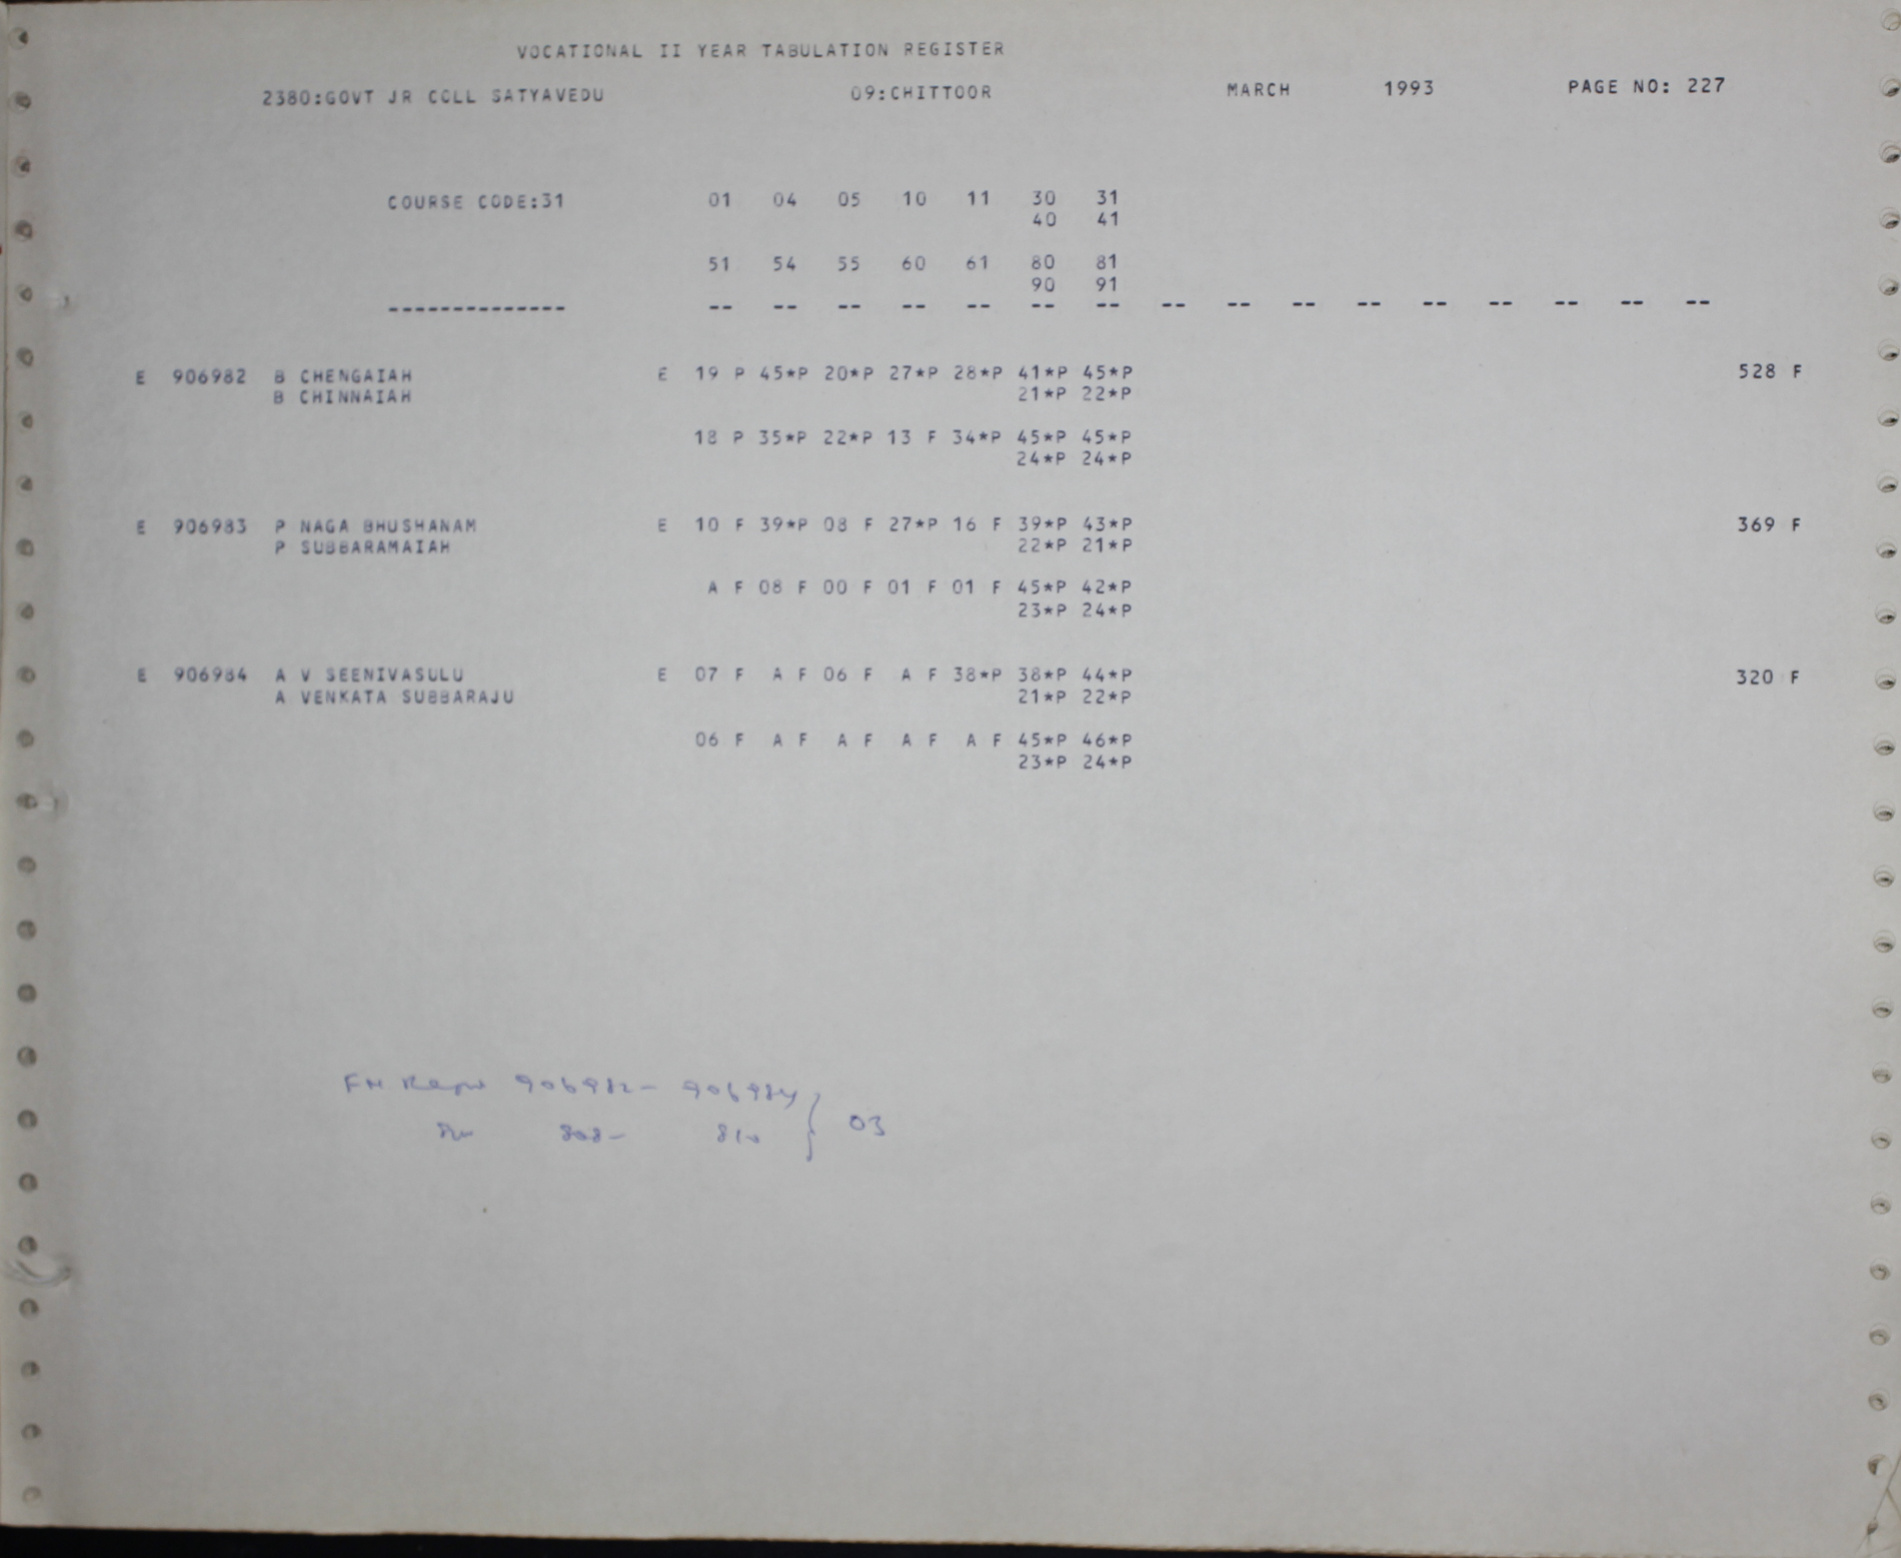 VOCATIONAL II YEAR TABULATION REGISTER
2380:GOVT JR COLL SATYAVEDU 09:CHITTOOR MARCH 1993 PAGE NO: 227
COURSE CODE:31 01 04 05 10 11 30 31
40 41
51 54 55 60 61 80 81
90 91
-------------- -- -- -- -- -- -- -- -- -- -- -- -- -- -- -- --
E 906982 B CHENGAIAH E 19 P 45*P 20*P 27*P 28*P 41*P 45*P 528 F
B CHINNAIAH 21*P 22*P
18 P 35*P 22*P 13 F 34*P 45*P 45*P
24*P 24*P
E 906983 P NAGA BHUSHANAM E 10 F 39*P 08 F 27*P 16 F 39*P 43*P 369 F
P SUBBARAMAIAH 22*P 21*P
A F 08 F 00 F 01 F 01 F 45*P 42*P
23*P 24*P
E 906984 A V SEENIVASULU E 07 F A F 06 F A F 38*P 38*P 44*P 320 F
A VENKATA SUBBARAJU 21*P 22*P
06 F A F A F A F A F 45*P 46*P
23*P 24*P
906982 - 906984
808 - 810 } 03